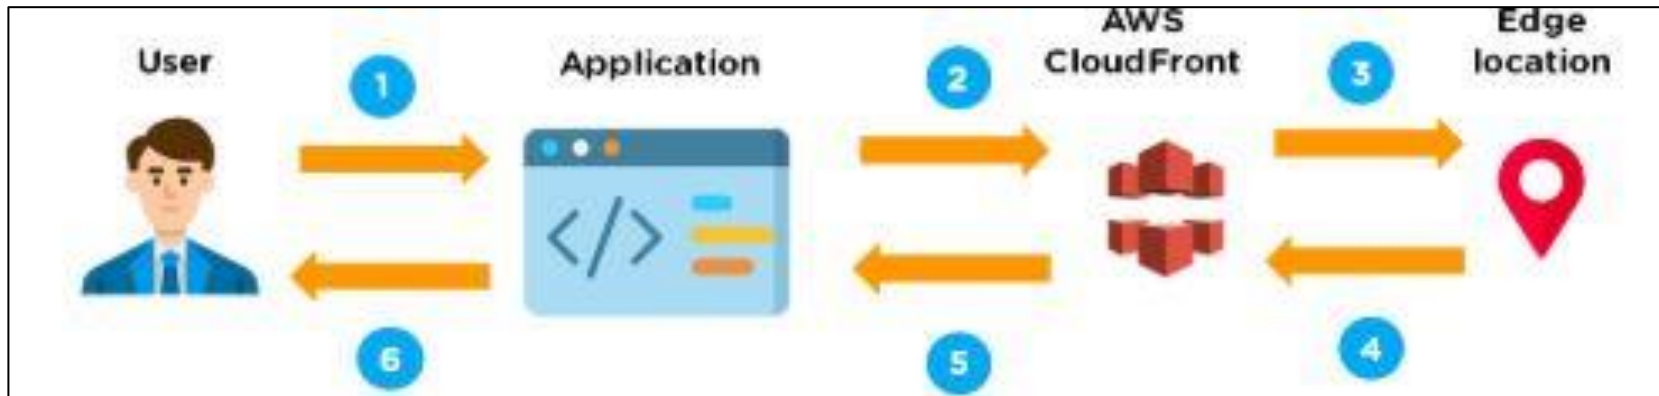 User
1
Application
2
AWS
CloudFront
3
Edge
location
</>
6
5
4